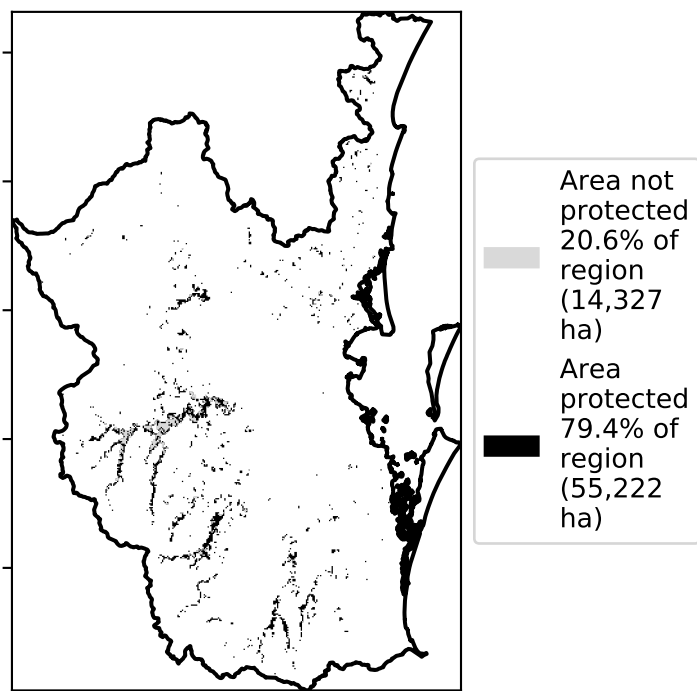 Area not
protected
20.6% of
region
(14,327
ha)
Area
protected
79.4% of
region
(55,222
ha)